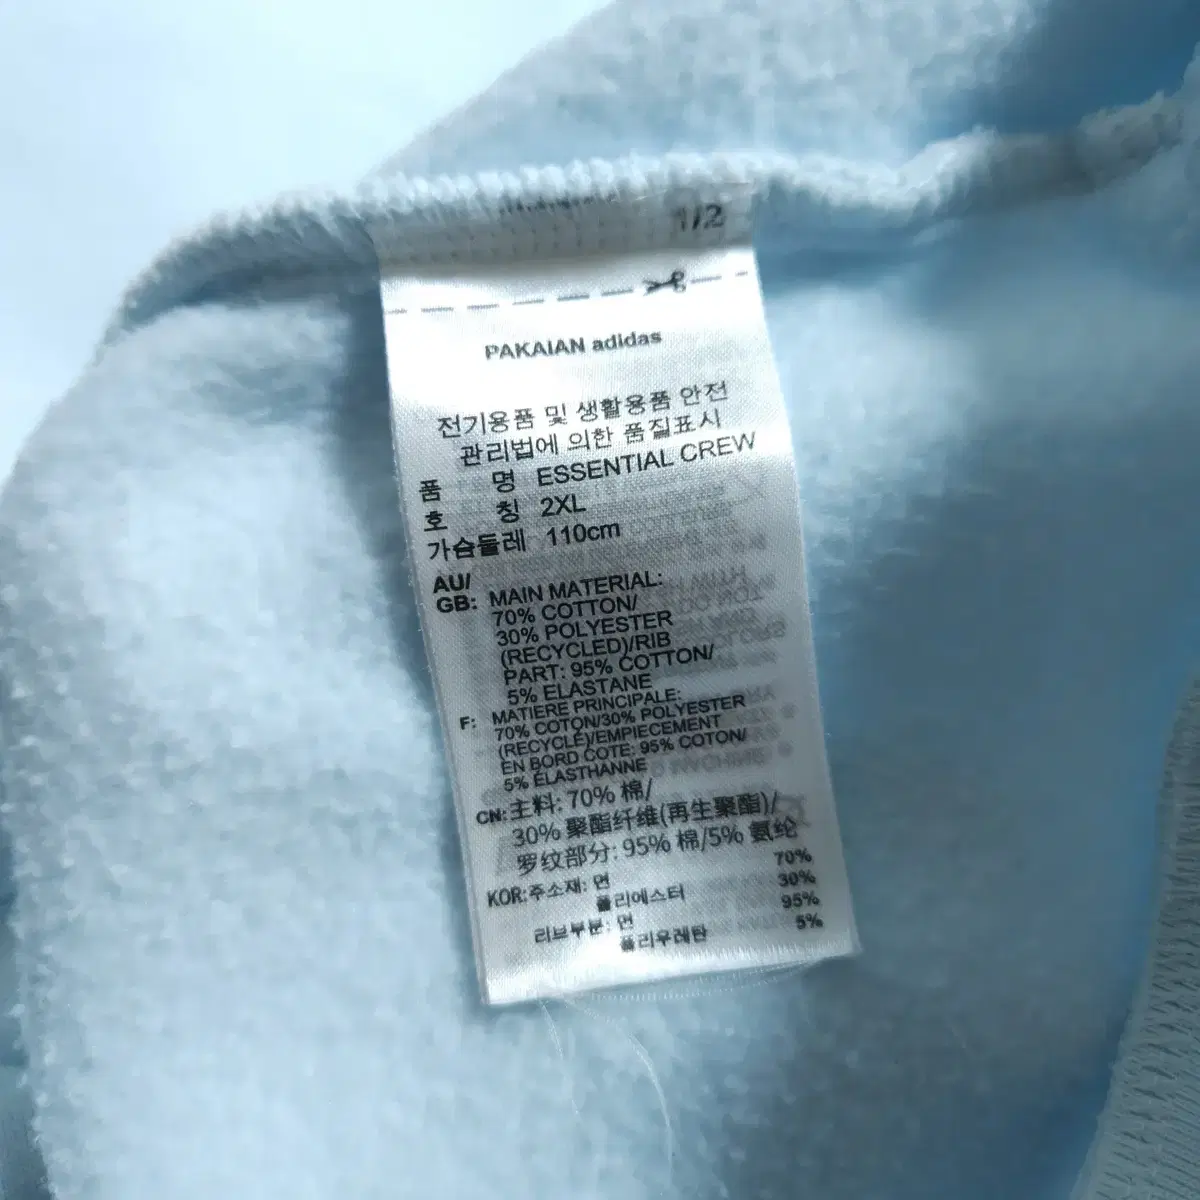 1/2
PAKAIAN adidas
전기용품 및 생활용품 안전
관리법에 의한 품질표시
품 명 ESSENTIAL CREW
호 칭 2XL
가슴둘레 110cm
AU/
GB: MAIN MATERIAL:
70% COTTON/
30% POLYESTER
(RECYCLED)/RIB
PART: 95% COTTON/
5% ELASTANE
F: MATIERE PRINCIPALE:
70% COTON/30% POLYESTER
(RECYCLÉ)/EMPIECEMENT
EN BORD COTE: 95% COTON/
5% ÉLASTHANNE
CN: 主料: 70% 棉/
30% 聚酯纤维(再生聚酯)/
罗纹部分: 95% 棉/5% 氨纶
KOR: 주소재: 면 70%
폴리에스터 30%
리브부분: 면 95%
폴리우레탄 5%